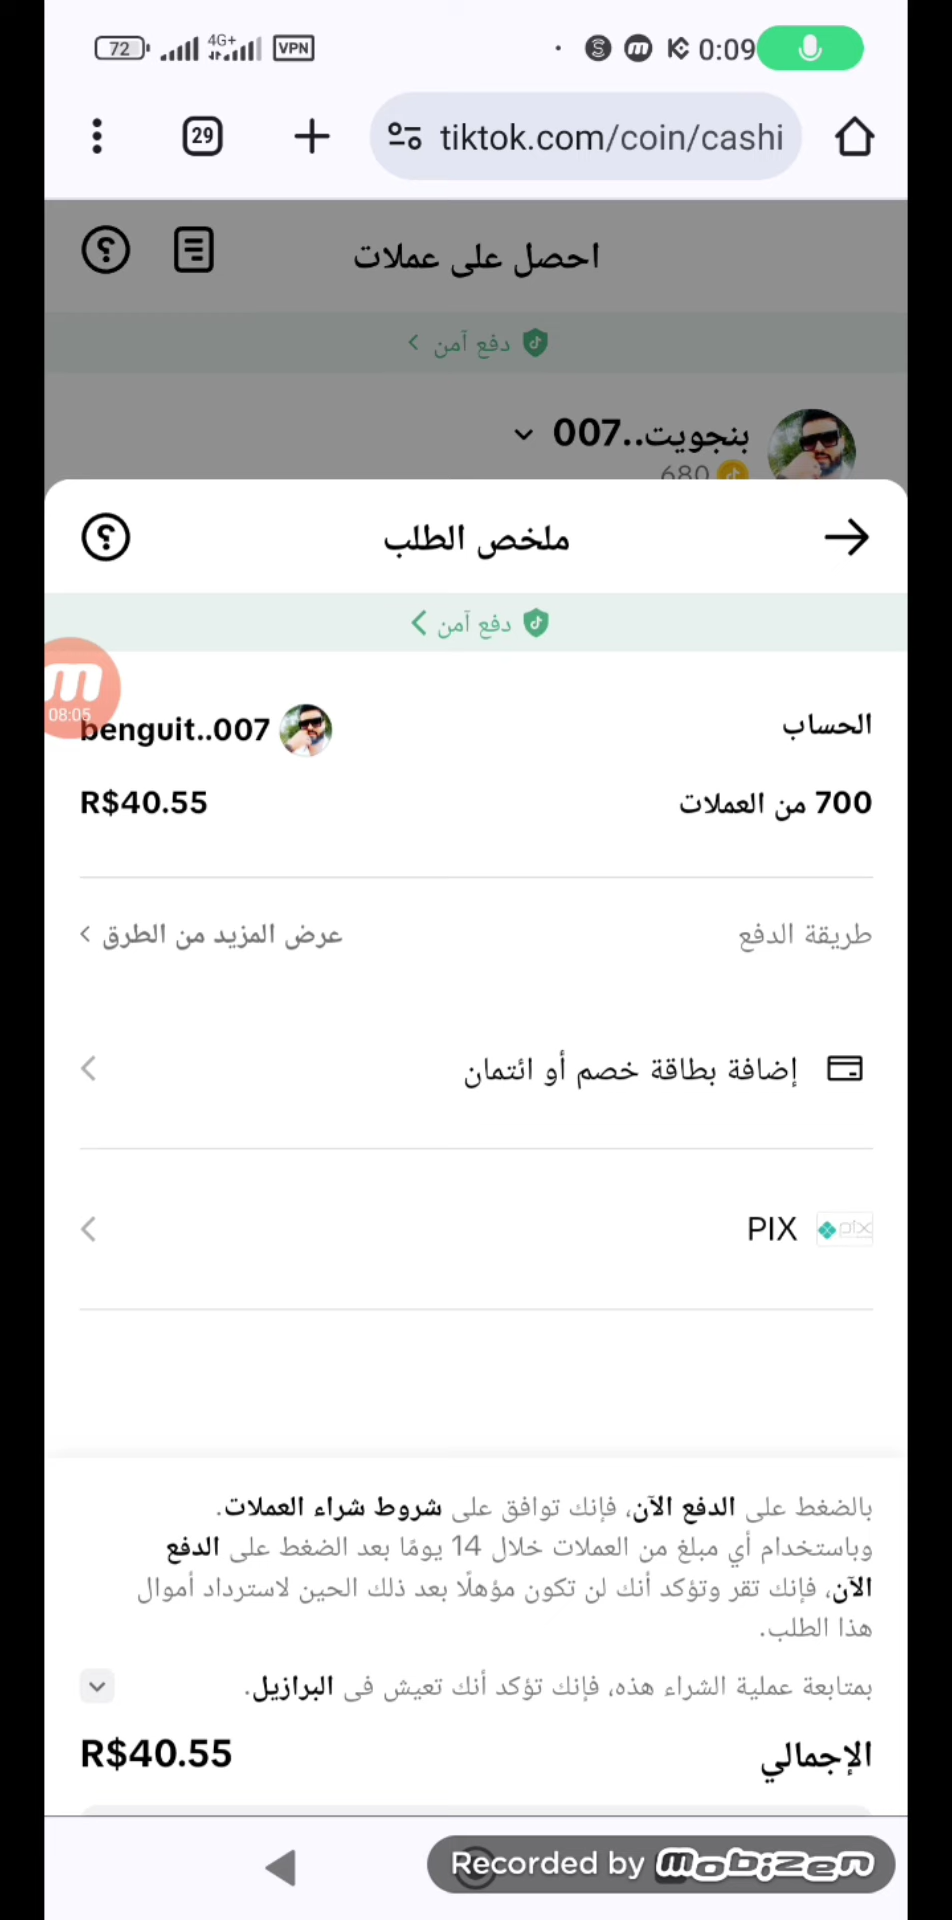 72 4G+ VPN 0:09
29 tiktok.com/coin/cashi
احصل على عملات
دفع آمن
بنجويت..007
680
ملخص الطلب
دفع آمن
m
08:05
الحساب benguit..007
700 من العملات R$40.55
طريقة الدفع عرض المزيد من الطرق
إضافة بطاقة خصم أو ائتمان
pix PIX
بالضغط على الدفع الآن، فإنك توافق على شروط شراء العملات.
وباستخدام أي مبلغ من العملات خلال 14 يومًا بعد الضغط على الدفع
الآن، فإنك تقر وتؤكد أنك لن تكون مؤهلًا بعد ذلك الحين لاسترداد أموال
هذا الطلب.
بمتابعة عملية الشراء هذه، فإنك تؤكد أنك تعيش في البرازيل.
الإجمالي R$40.55
Recorded by mobizen